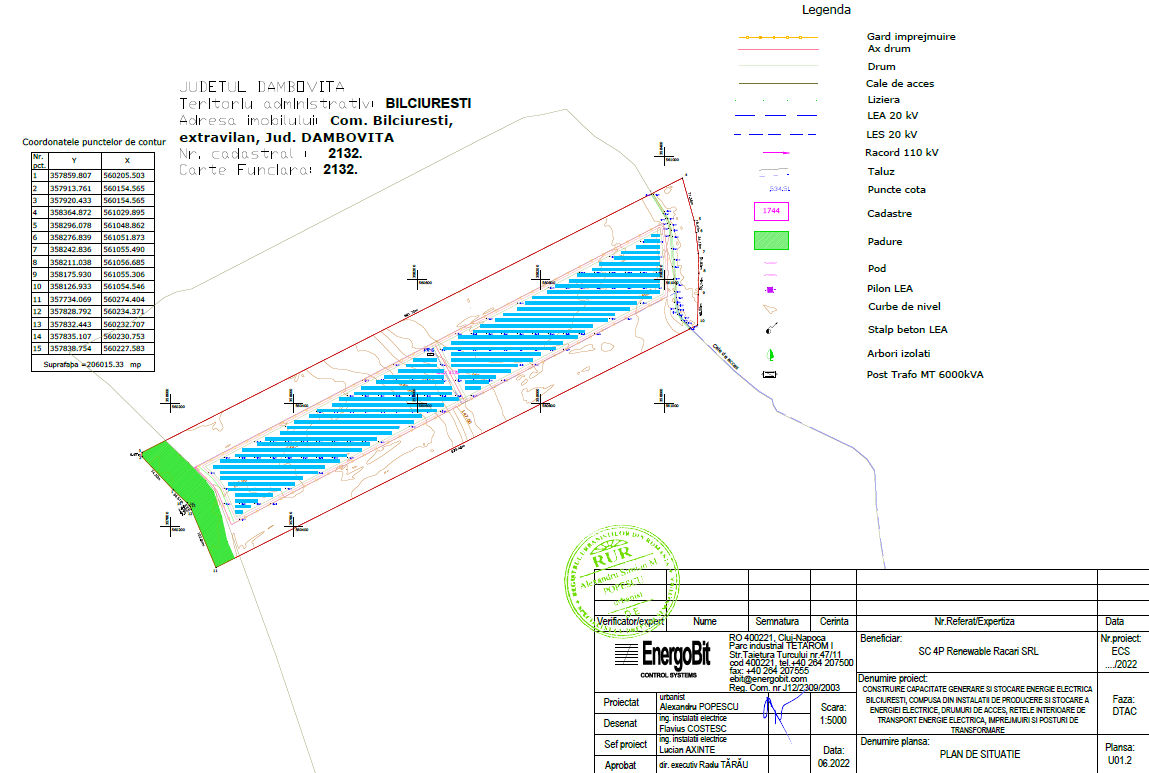 Legenda
Gard imprejmuire
Ax drum
Drum
Cale de acces
Liziera
LEA 20 kV
LES 20 kV
Racord 110 kV
Taluz
Puncte cota
Cadastre
1744
Padure
Pod
Pilon LEA
Curbe de nivel
Stalp beton LEA
Arbori izolati
Post Trafo MT 6000kVA
JUDETUL DAMBOVITA
Teritoriu administrativ: BILCIURESTI
Adresa imobilului: Com. Bilciuresti,
extravilan, Jud. DAMBOVITA
Nr. cadastral : 2132.
Carte Funciara: 2132.
Coordonatele punctelor de contur
Nr. pct. Y X
1 357859.807 560205.503
2 357913.761 560154.565
3 357920.433 560154.565
4 358364.872 561029.895
5 358296.078 561048.862
6 358276.839 561051.873
7 358242.836 561055.490
8 358211.038 561056.685
9 358175.930 561055.306
10 358126.933 561054.546
11 357734.069 560274.404
12 357828.792 560234.371
13 357832.443 560232.707
14 357835.107 560230.753
15 357838.754 560227.583
Suprafaþa =206015.33 mp
Cale de acces
RUR
Verificator/expert Nume Semnatura Cerinta Nr.Referat/Expertiza Data
EnergoBit
CONTROL SYSTEMS
RO 400221, Cluj-Napoca
Parc industrial TETAROM I
Str.Taietura Turcului nr.47/11
cod 400221, tel.+40 264 207500
fax: +40 264 207555
ebit@energobit.com
Reg. Com. nr J12/2309/2003
Beneficiar:
SC 4P Renewable Racari SRL
Nr.proiect:
ECS
..../2022
Proiectat urbanist
Alexandru POPESCU
Desenat ing. instalatii electrice
Flavius COSTESC
Sef proiect ing. instalatii electrice
Lucian AXINTE
Aprobat dir. executiv Radu TĂRĂU
Scara:
1:5000
Data:
06.2022
Denumire proiect:
CONSTRUIRE CAPACITATE GENERARE SI STOCARE ENERGIE ELECTRICA
BILCIURESTI, COMPUSA DIN INSTALATII DE PRODUCERE SI STOCARE A
ENERGIEI ELECTRICE, DRUMURI DE ACCES, RETELE INTERIOARE DE
TRANSPORT ENERGIE ELECTRICA, IMPREJMUIRI SI POSTURI DE
TRANSFORMARE
Faza:
DTAC
Denumire plansa:
PLAN DE SITUATIE
Plansa:
U01.2